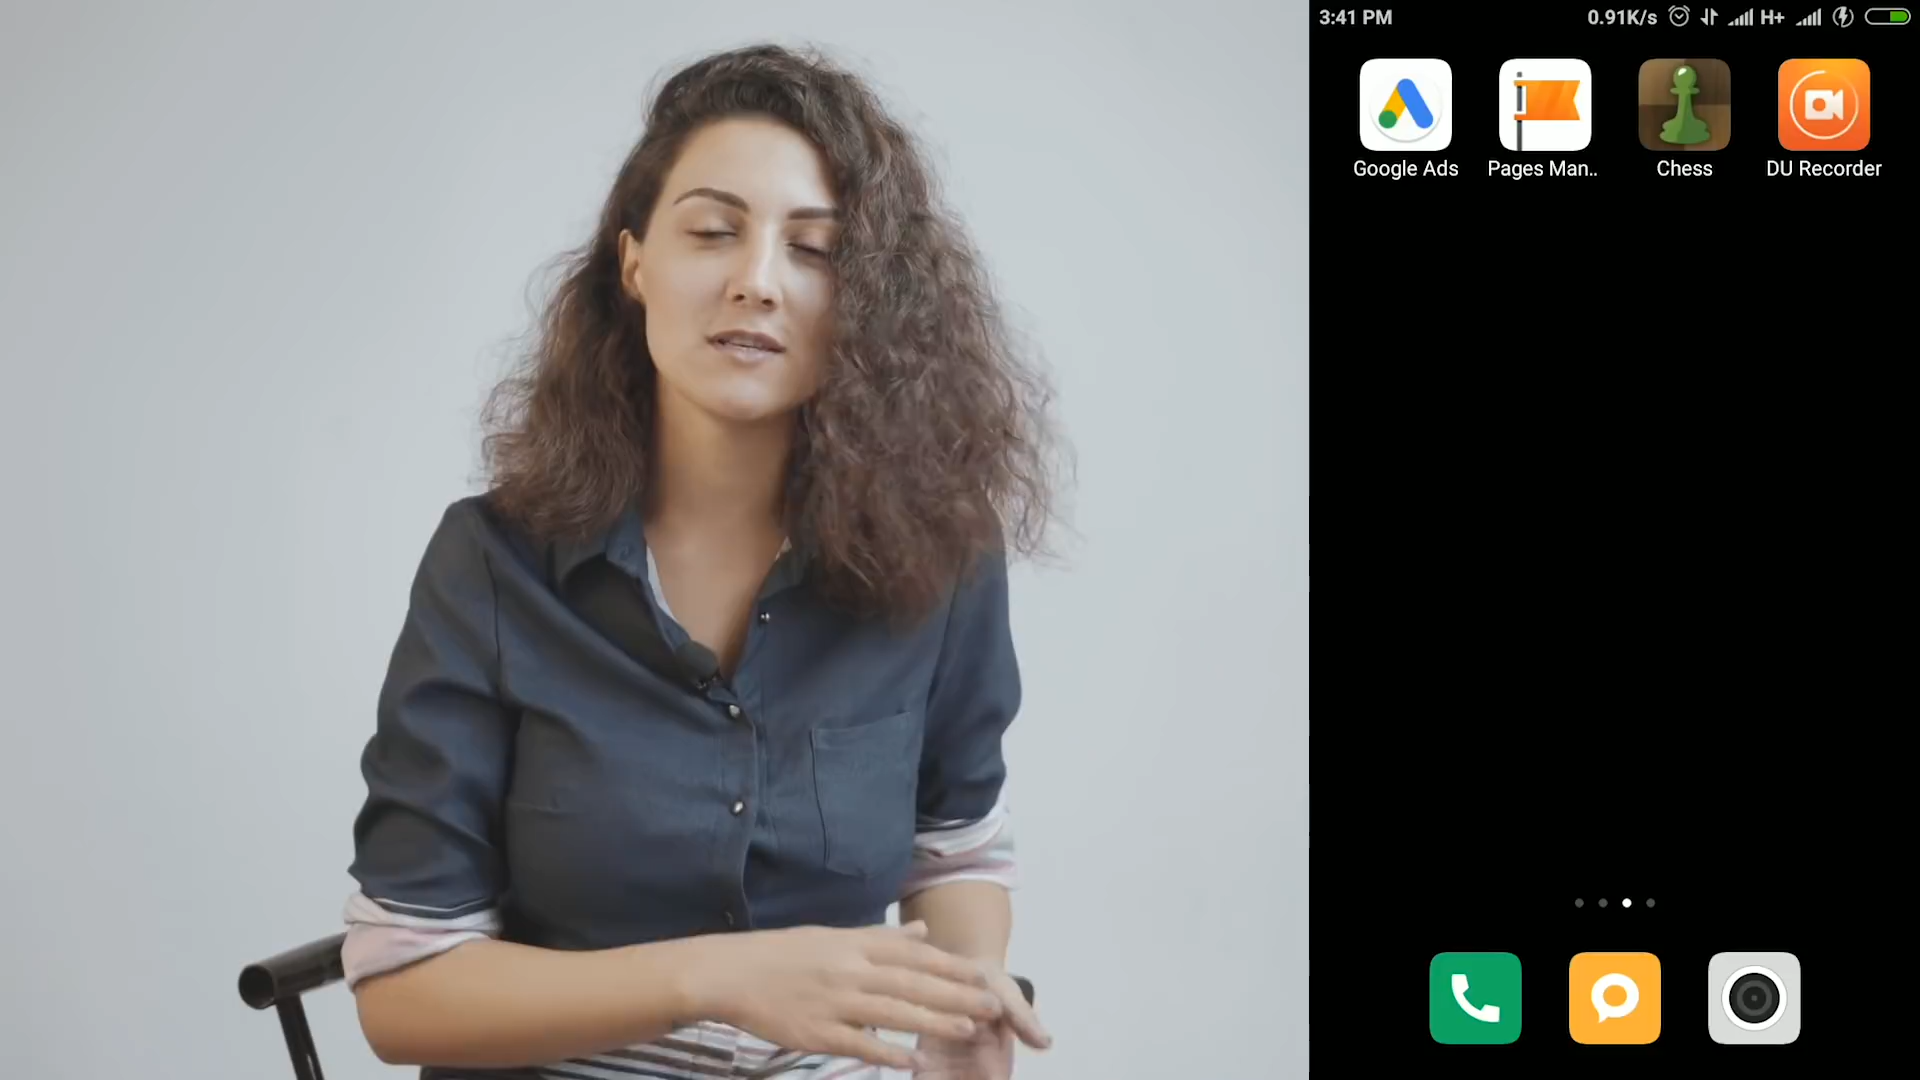 3:41 PM 0.91K/s H+
Google Ads Pages Man.. Chess DU Recorder